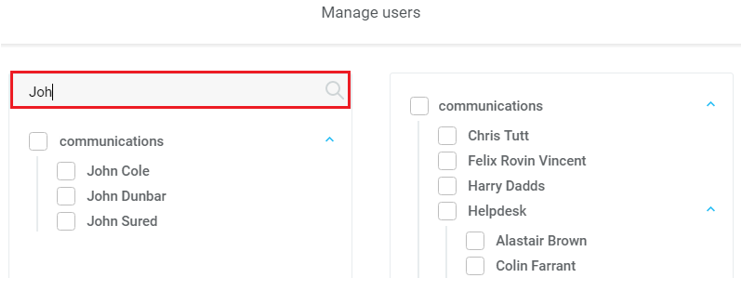 Manage users
Joh
communications
John Cole
John Dunbar
John Sured
communications
Chris Tutt
Felix Rovin Vincent
Harry Dadds
Helpdesk
Alastair Brown
Colin Farrant